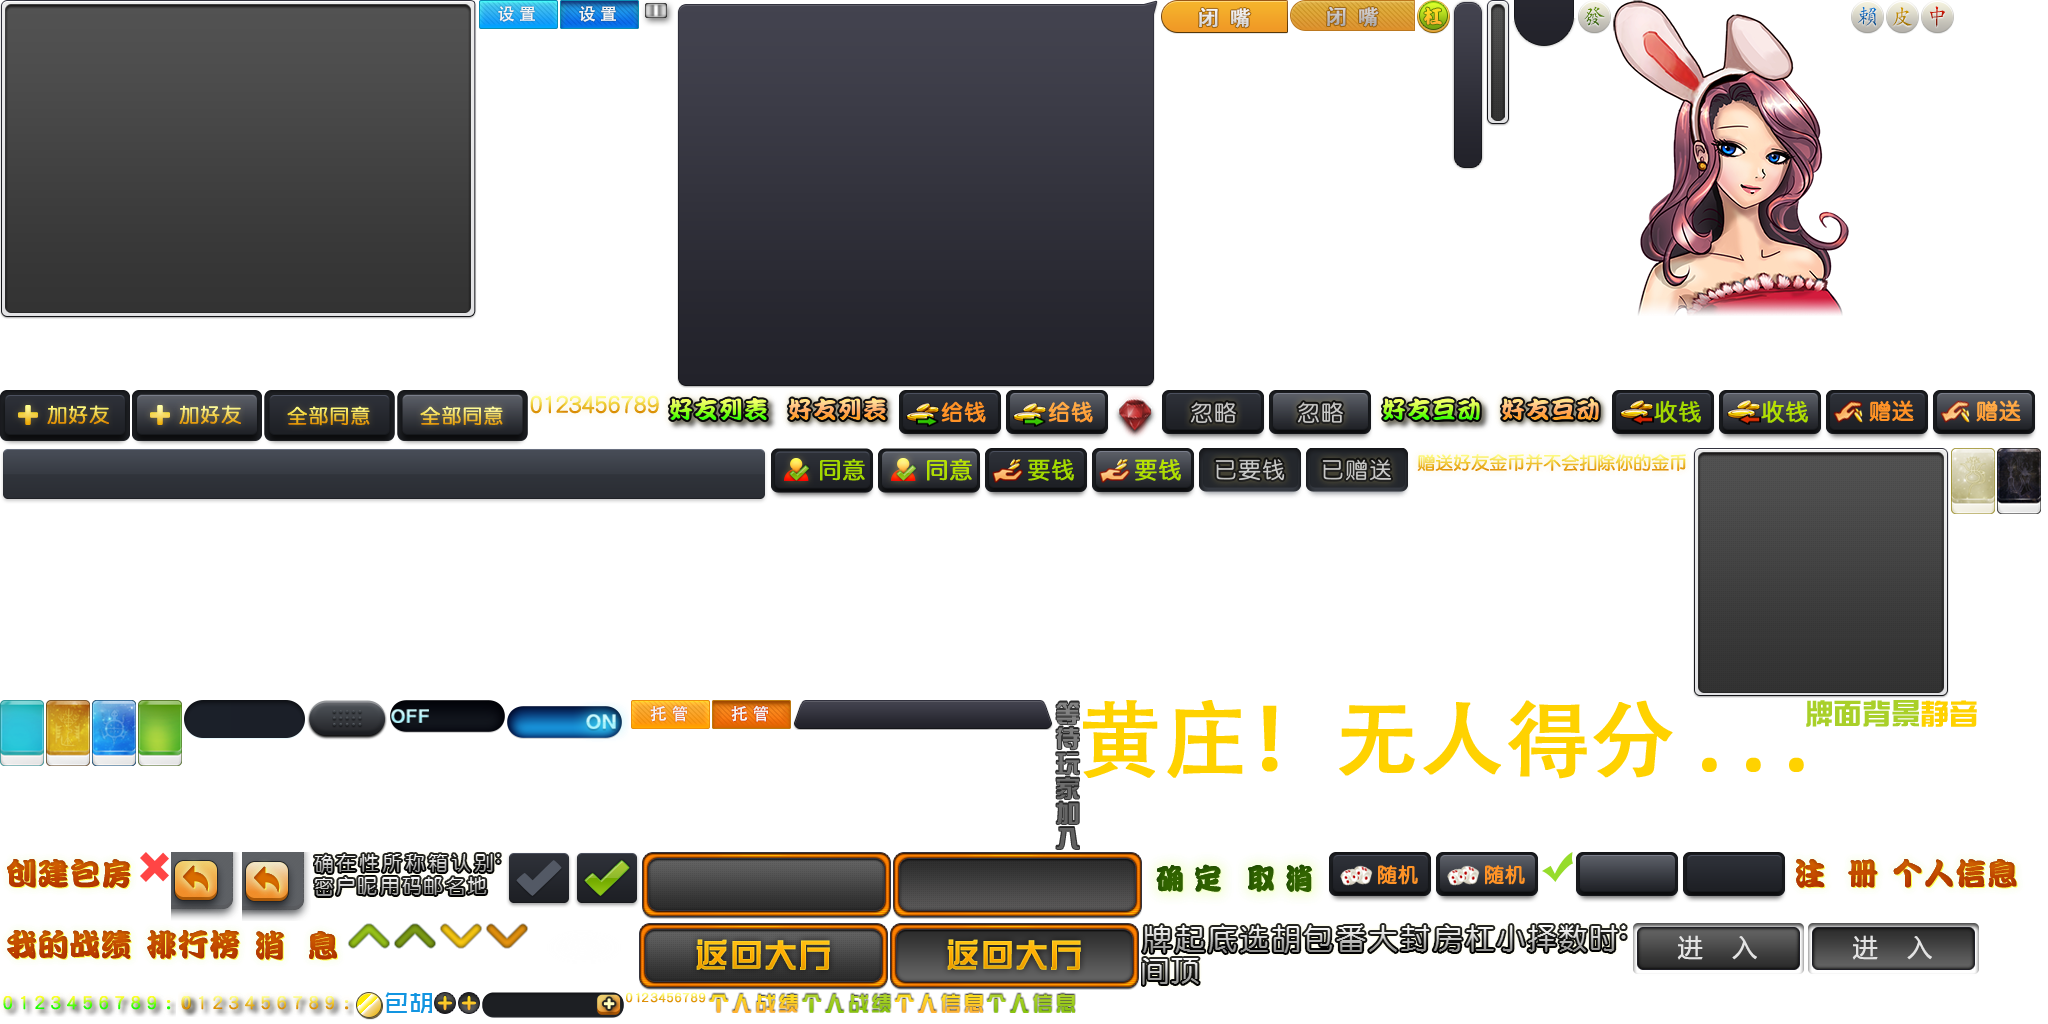 设置 设置 闭嘴 闭嘴 杠 發 賴 皮 中
加好友 加好友 全部同意 全部同意 0123456789 好友列表 好友列表 给钱 给钱 忽略 忽略 好友互动 好友互动 收钱 收钱 赠送 赠送
同意 同意 要钱 要钱 已要钱 已赠送 赠送好友金币并不会扣除你的金币
OFF ON 托管 托管 等待玩家加入 黄庄！无人得分... 牌面背景静音
创建包房 确在性所称箱认别:
密户昵用码邮名地
确定 取消 随机 随机 注册 个人信息
我的战绩 排行榜 消息 返回大厅 返回大厅 牌起底选胡包番大封房杠小择数时:
间顶
进入 进入
0123456789: 0123456789: 包胡 0123456789 个人战绩 个人战绩 个人信息 个人信息